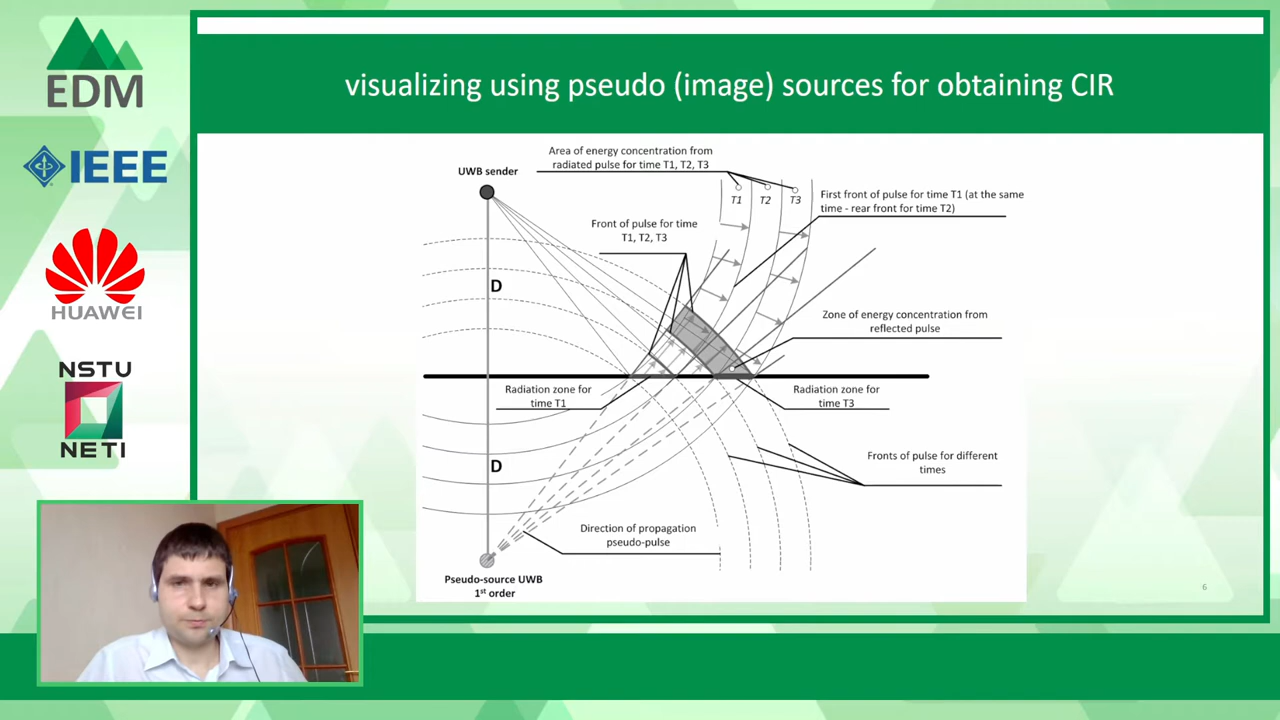 EDM
IEEE
HUAWEI
NSTU
NETI
visualizing using pseudo (image) sources for obtaining CIR
UWB sender
Area of energy concentration from
radiated pulse for time T1, T2, T3
T1
T2
T3
First front of pulse for time T1 (at the same
time - rear front for time T2)
Front of pulse for time
T1, T2, T3
D
Zone of energy concentration from
reflected pulse
Radiation zone for
time T1
Radiation zone for
time T3
D
Fronts of pulse for different
times
Direction of propagation
pseudo-pulse
Pseudo-source UWB
1st order
6